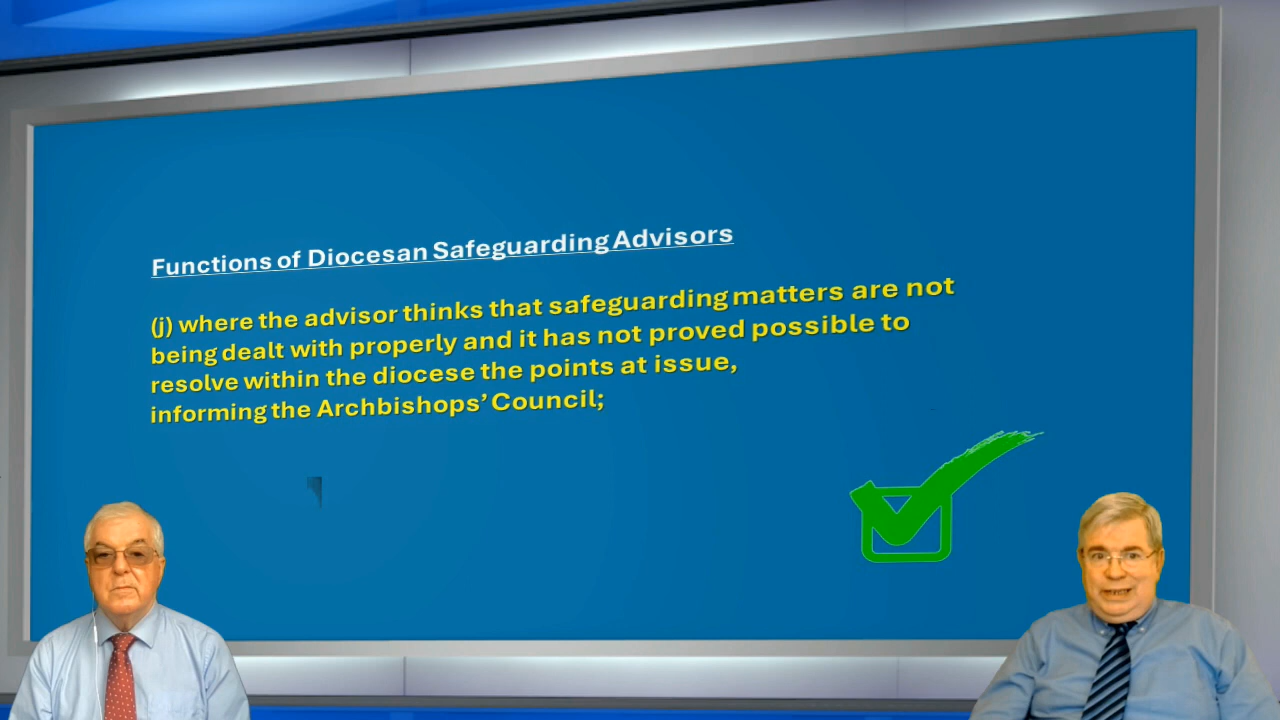 Functions of Diocesan Safeguarding Advisors
(j) where the advisor thinks that safeguarding matters are not
being dealt with properly and it has not proved possible to
resolve within the diocese the points at issue,
informing the Archbishops' Council;